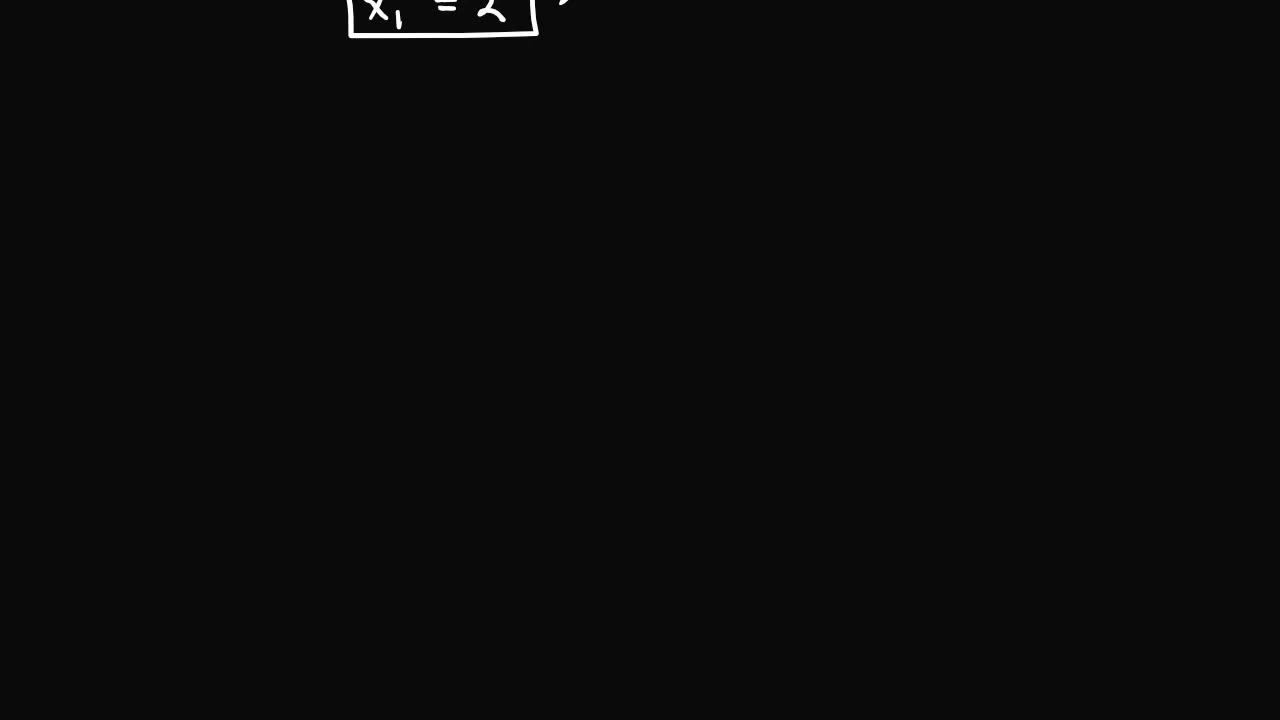 x₁ = 2 ,